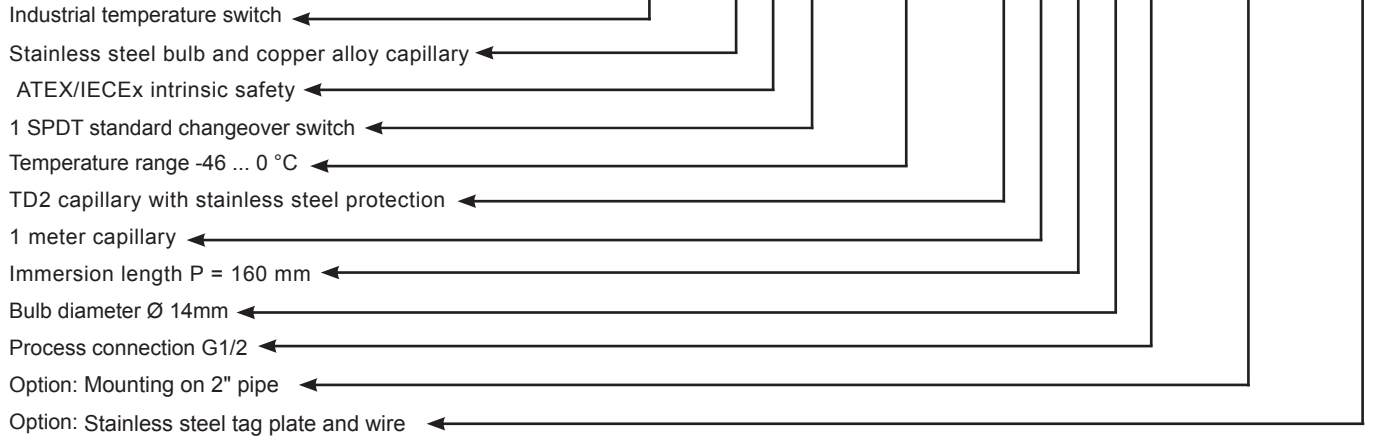 Industrial temperature switch
Stainless steel bulb and copper alloy capillary
ATEX/IECEx intrinsic safety
1 SPDT standard changeover switch
Temperature range -46 ... 0 °C
TD2 capillary with stainless steel protection
1 meter capillary
Immersion length P = 160 mm
Bulb diameter Ø 14mm
Process connection G1/2
Option: Mounting on 2" pipe
Option: Stainless steel tag plate and wire